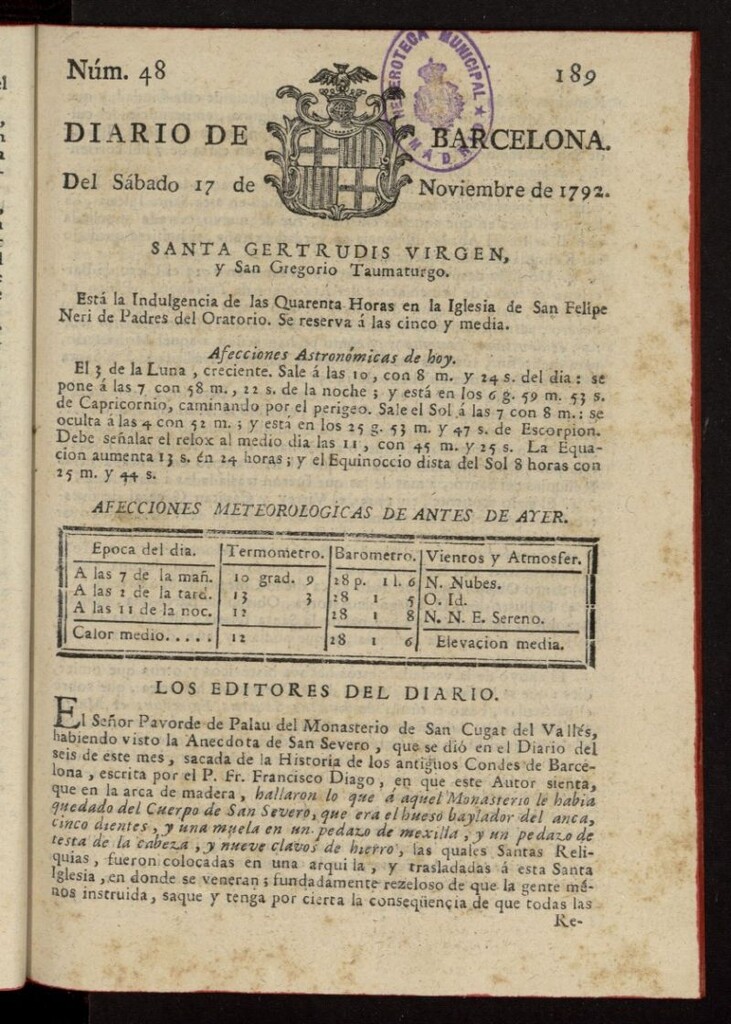 Núm. 48
189
HEMEROTECA MUNICIPAL
MADRID
DIARIO DE BARCELONA.
Del Sábado 17 de Noviembre de 1792.
SANTA GERTRUDIS VIRGEN,
y San Gregorio Taumaturgo.
Está la Indulgencia de las Quarenta Horas en la Iglesia de San Felipe
Neri de Padres del Oratorio. Se reserva á las cinco y media.
Afecciones Astronómicas de hoy.
El 3 de la Luna, creciente. Sale á las 10, con 8 m. y 24 s. del dia: se
pone á las 7 con 58 m., 22 s. de la noche; y está en los 6 g. 59 m. 53 s.
de Capricornio, caminando por el perigeo. Sale el Sol á las 7 con 8 m.: se
oculta á las 4 con 52 m.; y está en los 25 g. 53 m. y 47 s. de Escorpion.
Debe señalar el relox al medio dia las 11, con 45 m. y 25 s. La Equa-
cion aumenta 13 s. én 24 horas; y el Equinoccio dista del Sol 8 horas con
25 m. y 44 s.
AFECCIONES METEOROLOGICAS DE ANTES DE AYER.
Epoca del dia. Termometro. Barometro. Vientos y Atmosfer.
A las 7 de la mañ. 10 grad. 9 28 p. 1 l. 6 N. Nubes.
A las 2 de la tard. 13 3 28 1 5 O. Id.
A las 11 de la noc. 12 28 1 8 N. N. E. Sereno.
Calor medio..... 12 28 1 6 Elevacion media.
LOS EDITORES DEL DIARIO.
El Señor Pavorde de Palau del Monasterio de San Cugat del Vallés,
habiendo visto la Anecdota de San Severo, que se dió en el Diario del
seis de este mes, sacada de la Historia de los antiguos Condes de Barce-
lona, escrita por el P. Fr. Francisco Diago, en que este Autor sienta,
que en la arca de madera, hallaron lo que á aquel Monasterio le habia
quedado del Cuerpo de San Severo, que era el hueso baylador del anca,
cinco dientes, y una muela en un pedazo de mexilla, y un pedazo de
testa de la cabeza, y nueve clavos de hierro, las quales Santas Reli-
quias, fueron colocadas en una arquilla, y trasladadas á esta Santa
Iglesia, en donde se veneran; fundadamente rezeloso de que la gente mé-
nos instruida, saque y tenga por cierta la conseqüencia de que todas las
Re-